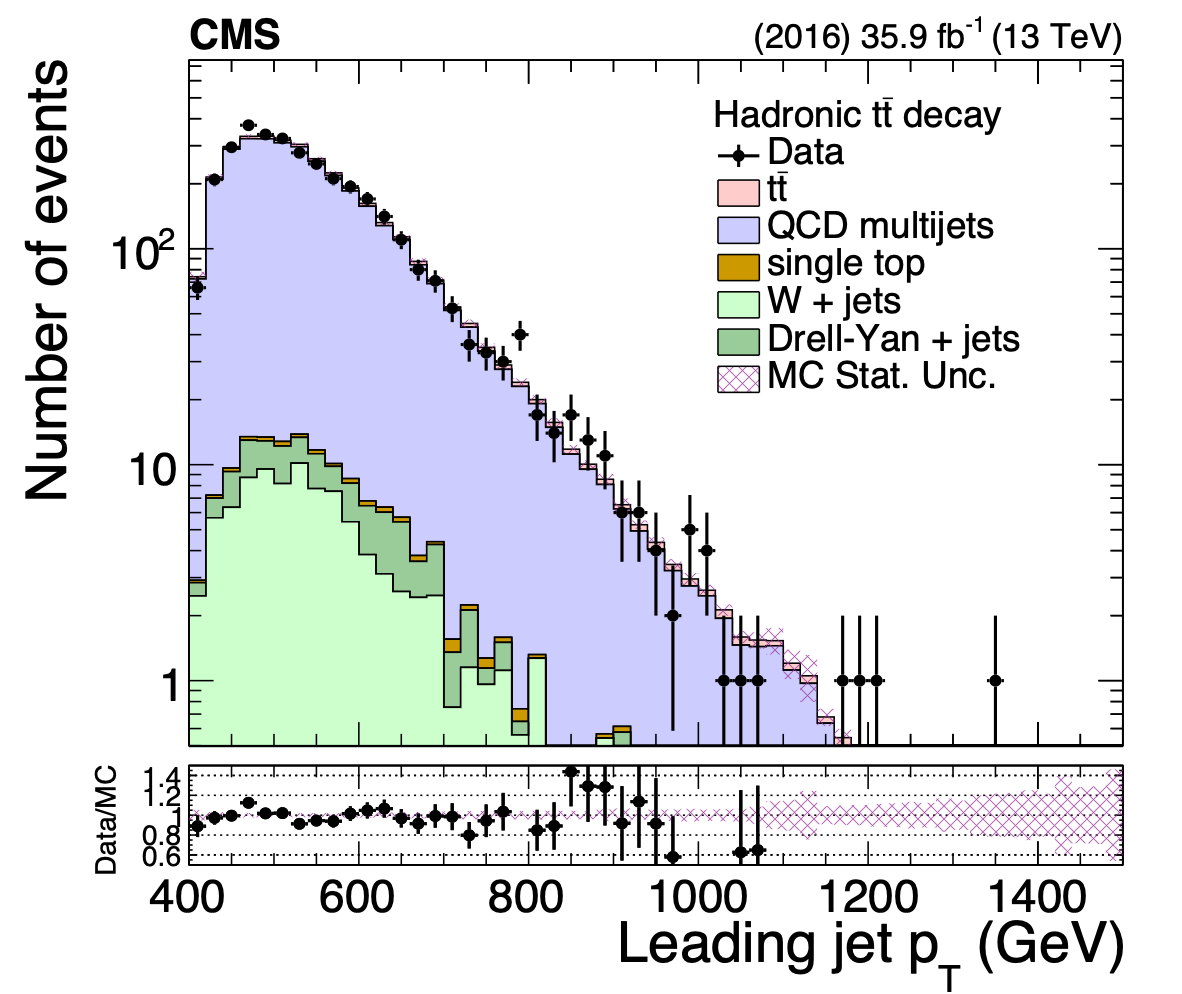 CMS (2016) 35.9 fb⁻¹ (13 TeV)
Number of events
10²
10
1
Hadronic tt̄ decay
Data
tt̄
QCD multijets
single top
W + jets
Drell-Yan + jets
MC Stat. Unc.
Data/MC
1.4
1.2
1
0.8
0.6
400 600 800 1000 1200 1400
Leading jet p_T (GeV)